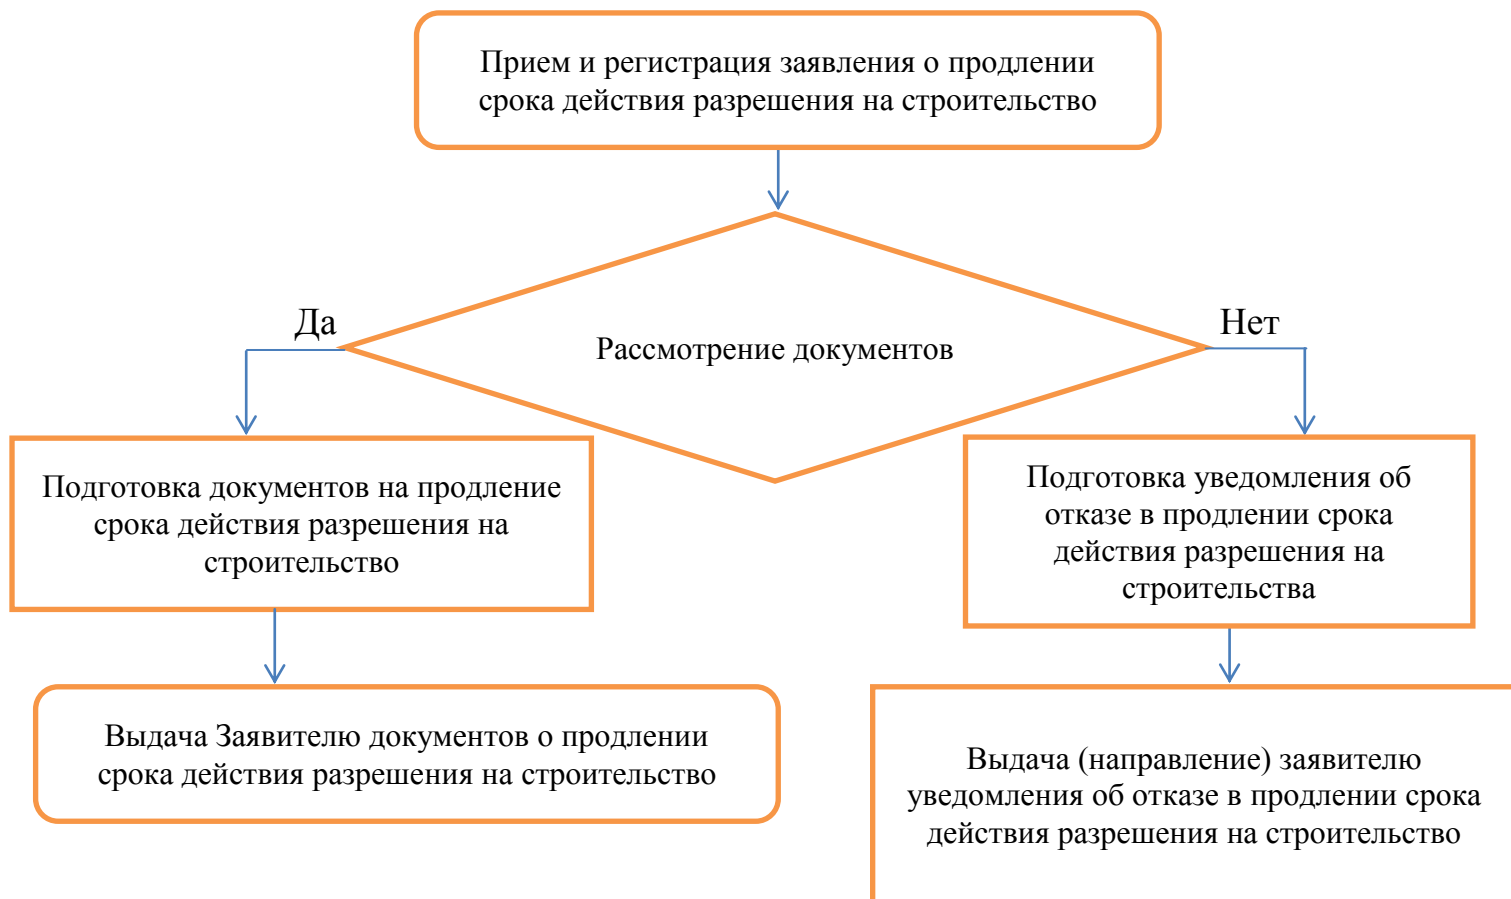 Прием и регистрация заявления о продлении
срока действия разрешения на строительство
Да
Нет
Рассмотрение документов
Подготовка документов на продление
срока действия разрешения на
строительство
Подготовка уведомления об
отказе в продлении срока
действия разрешения на
строительства
Выдача Заявителю документов о продлении
срока действия разрешения на строительство
Выдача (направление) заявителю
уведомления об отказе в продлении срока
действия разрешения на строительство